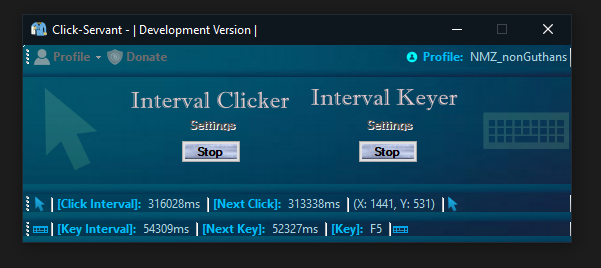 Click-Servant - | Development Version |
Profile Donate Profile: NMZ_nonGuthans
Interval Clicker Interval Keyer
Settings Settings
Stop Stop
[Click Interval]: 316028ms [Next Click]: 313338ms (X: 1441, Y: 531)
[Key Interval]: 54309ms [Next Key]: 52327ms [Key]: F5